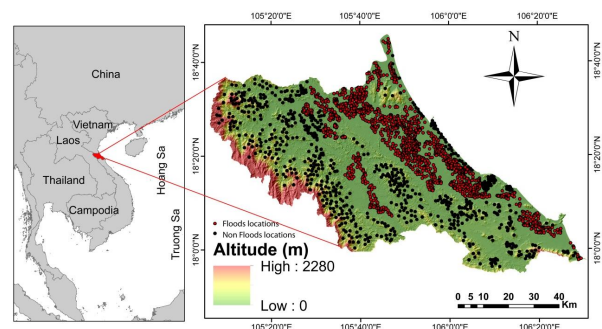 China
Vietnam
Laos
Thailand
Campodia
Hoang Sa
Truong Sa
105°20'0"E
105°40'0"E
106°0'0"E
106°20'0"E
18°40'0"N
18°20'0"N
18°0'0"N
N
18°40'0"N
18°20'0"N
18°0'0"N
Floods locations
Non Floods locations
Altitude (m)
High : 2280
Low : 0
0 5 10 20 30 40
Km
105°20'0"E
105°40'0"E
106°0'0"E
106°20'0"E